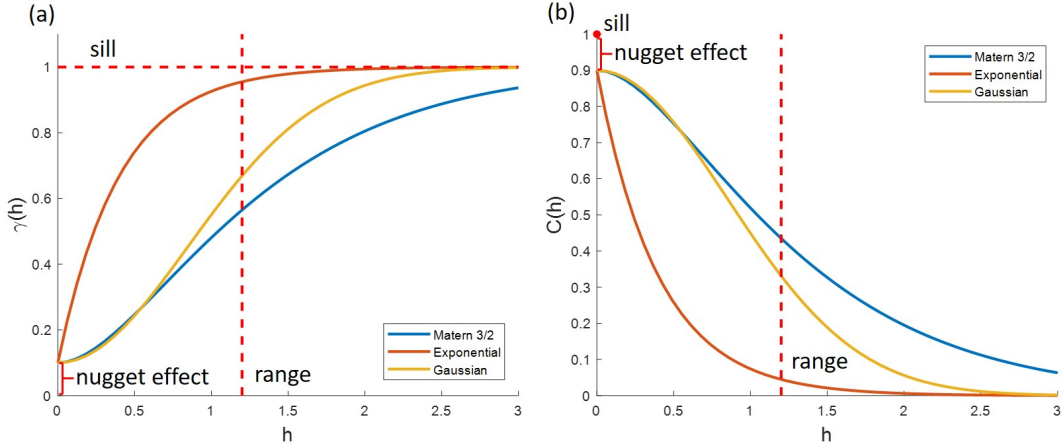 (a)
sill
1
0.8
0.6
0.4
0.2
0
γ(h)
Matern 3/2
Exponential
Gaussian
nugget effect
range
0 0.5 1 1.5 2 2.5 3
h
(b)
sill
nugget effect
1
0.9
0.8
0.7
0.6
0.5
0.4
0.3
0.2
0.1
0
C(h)
Matern 3/2
Exponential
Gaussian
range
0 0.5 1 1.5 2 2.5 3
h